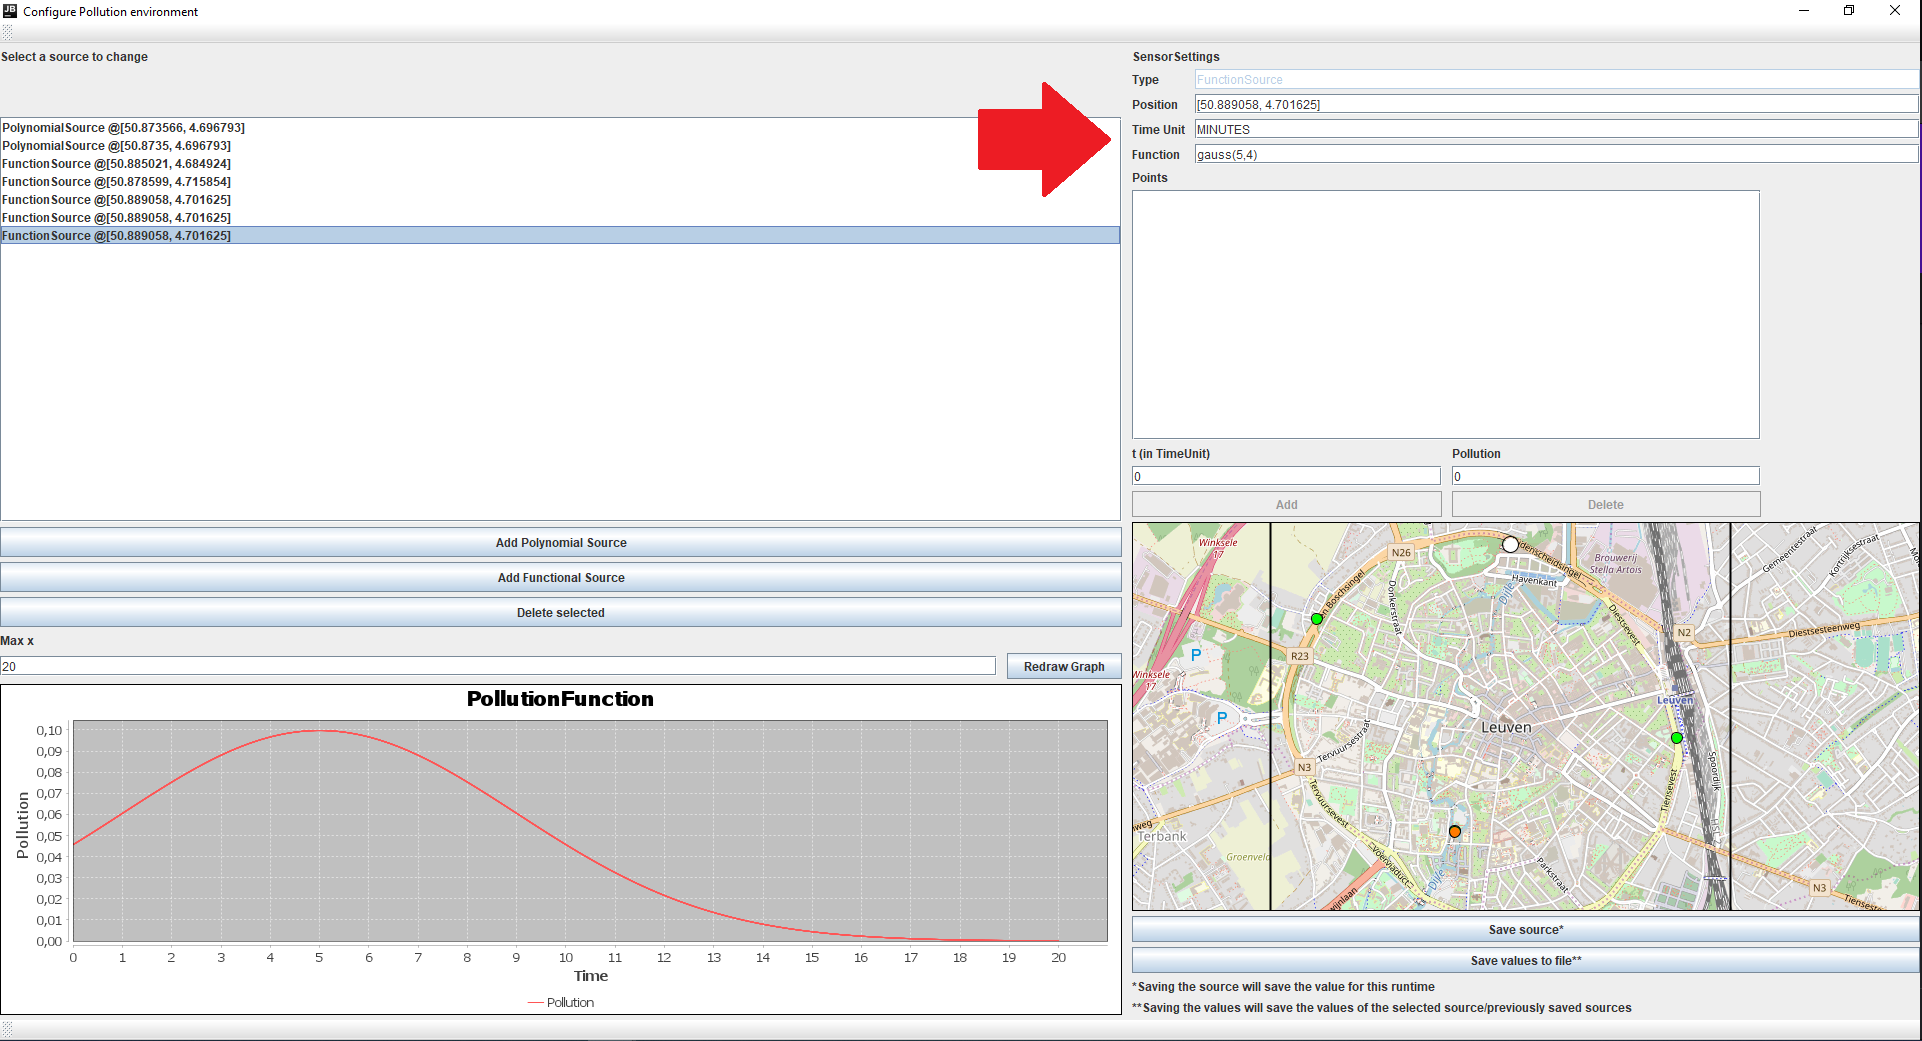 JB Configure Pollution environment
Select a source to change
PolynomialSource @[50.873566, 4.696793]
PolynomialSource @[50.8735, 4.696793]
FunctionSource @[50.885021, 4.684924]
FunctionSource @[50.878599, 4.715854]
FunctionSource @[50.889058, 4.701625]
FunctionSource @[50.889058, 4.701625]
FunctionSource @[50.889058, 4.701625]
Add Polynomial Source
Add Functional Source
Delete selected
Max x
20
Redraw Graph
PollutionFunction
Pollution
0,10
0,09
0,08
0,07
0,06
0,05
0,04
0,03
0,02
0,01
0,00
0 1 2 3 4 5 6 7 8 9 10 11 12 13 14 15 16 17 18 19 20
Time
Pollution
SensorSettings
Type FunctionSource
Position [50.889058, 4.701625]
Time Unit MINUTES
Function gauss(5,4)
Points
t (in TimeUnit) Pollution
0 0
Add Delete
Winksele
17
N26
Havenkant
Dijle
Donkerstraat
Brouwerij
Stella Artois
Diestsevest
Gemeentestraat
Kortrijksestraat
N2
Diestsesteenweg
P
R23
Winksele
17
P
Leuven
Leuven
Tervuursestraat
N3
Tervuursevest
Spoordijk
Tiensevest
HSL 2
Terbank
Groenveld
Voerviaduct
Dijle
Parkstraat
N3
Save source*
Save values to file**
*Saving the source will save the value for this runtime
**Saving the values will save the values of the selected source/previously saved sources